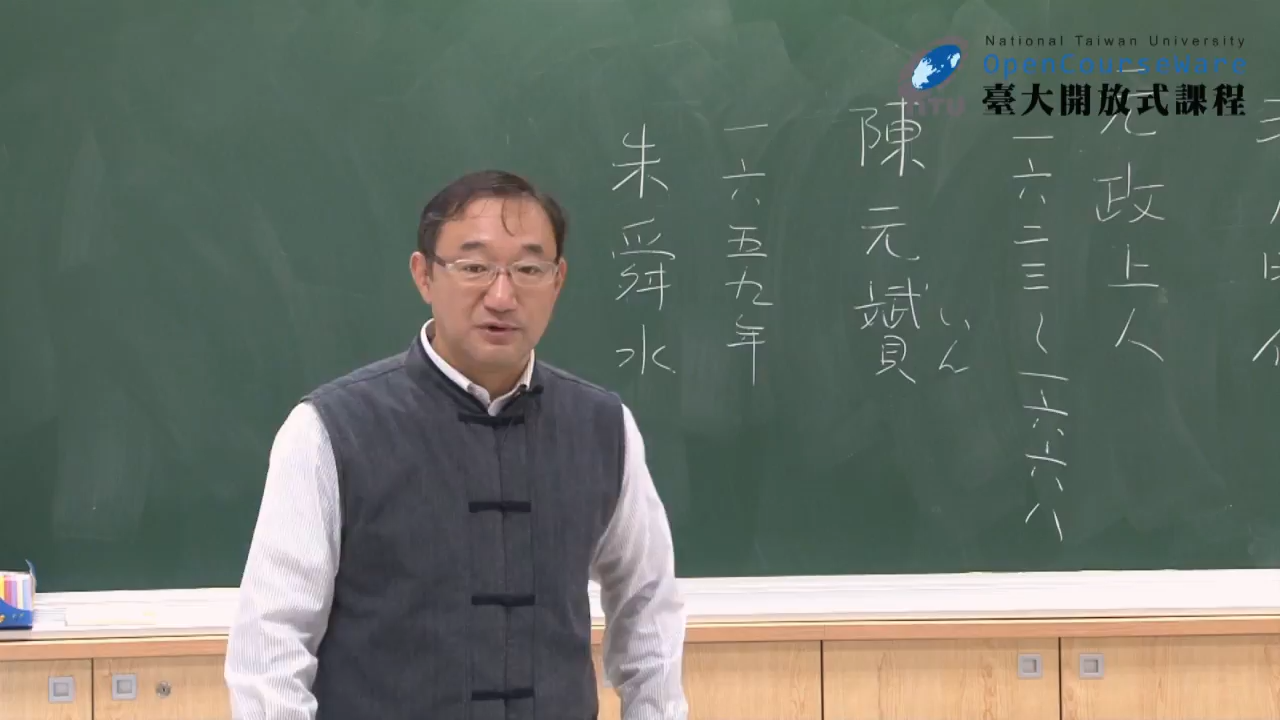 National Taiwan University
OpenCourseWare
臺大開放式課程
元政上人
一六二三〜一六六八
陳元贇
いん
一六五九年
朱舜水